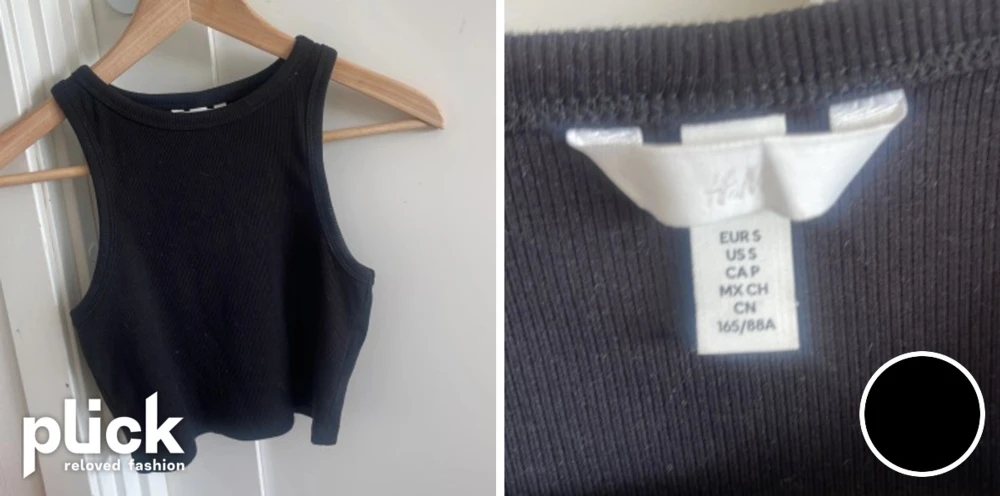 plick
reloved fashion
H&M
EUR S
US S
CA P
MX CH
CN
165/88A